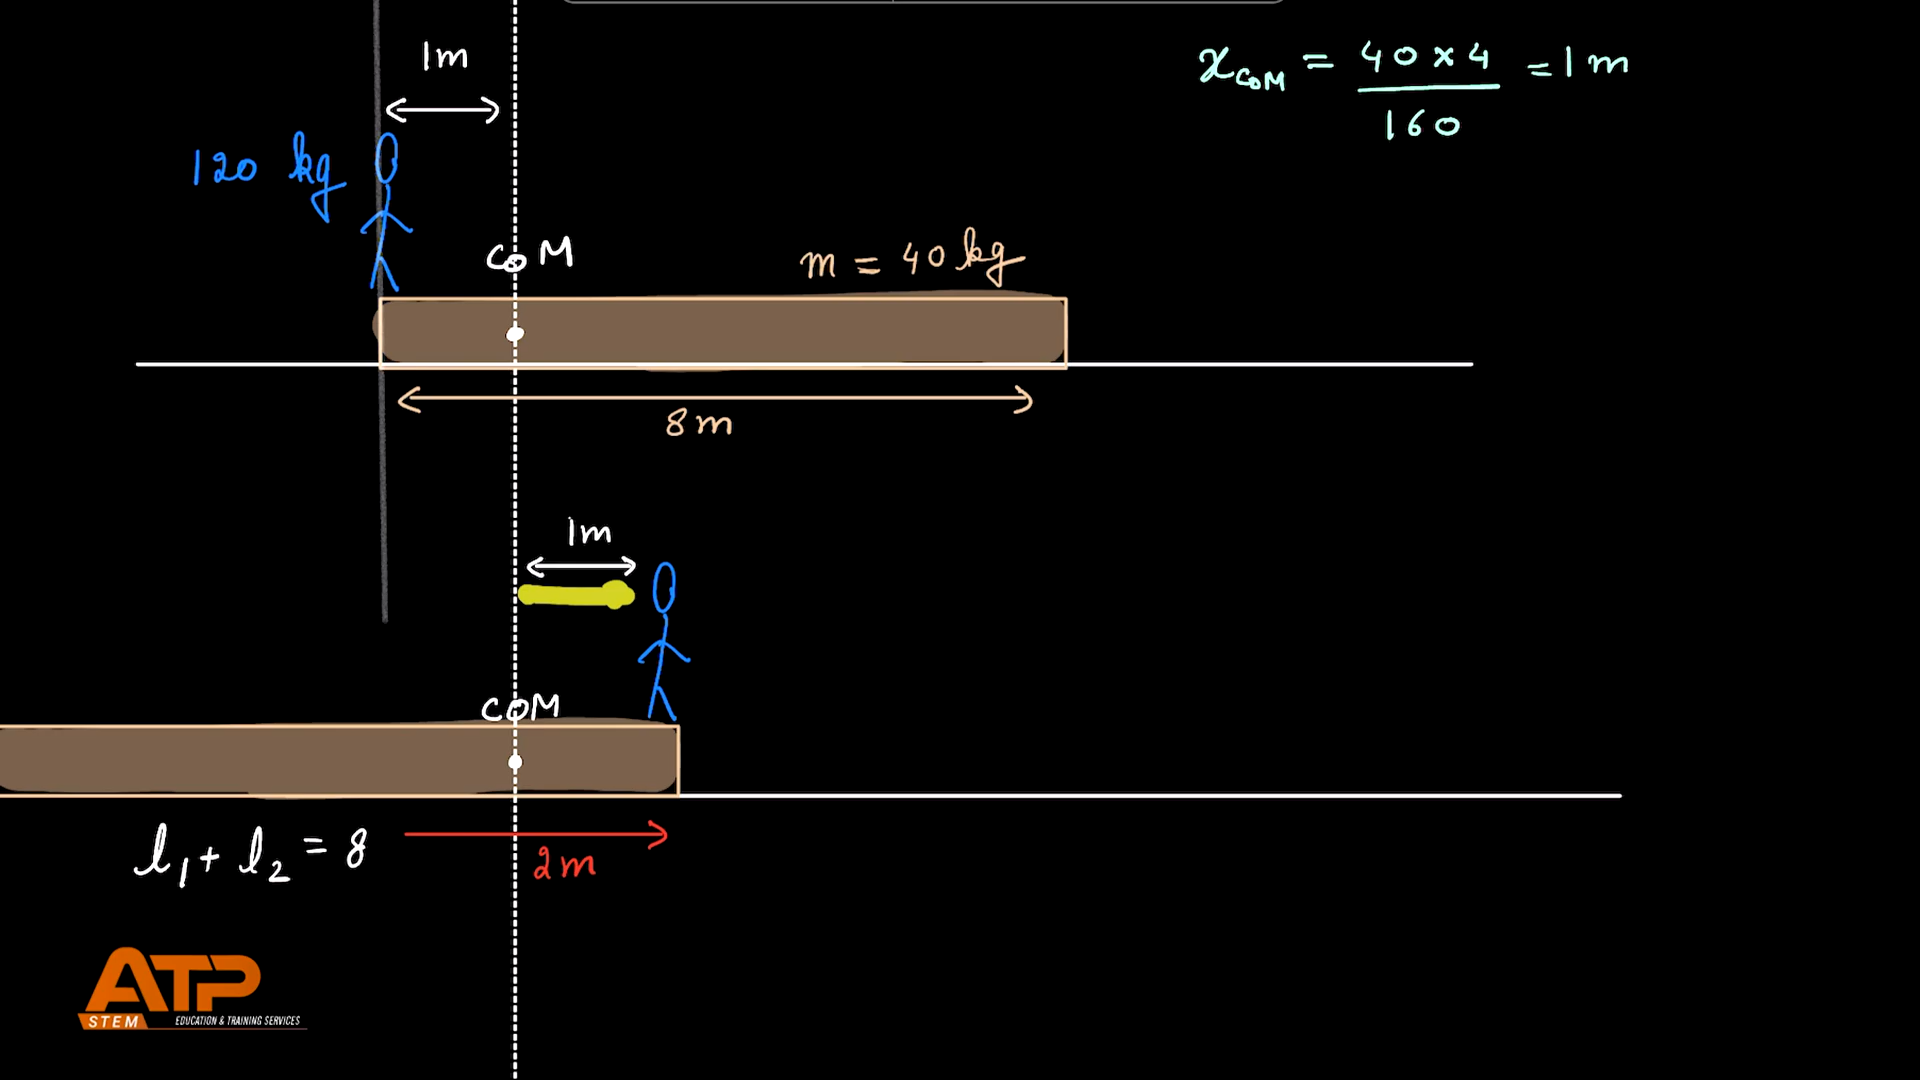 1m
x_COM = 40 × 4 / 160 = 1 m
120 kg
COM
m = 40 kg
8m
1m
COM
l₁ + l₂ = 8
2m
ATP
STEM
EDUCATION & TRAINING SERVICES